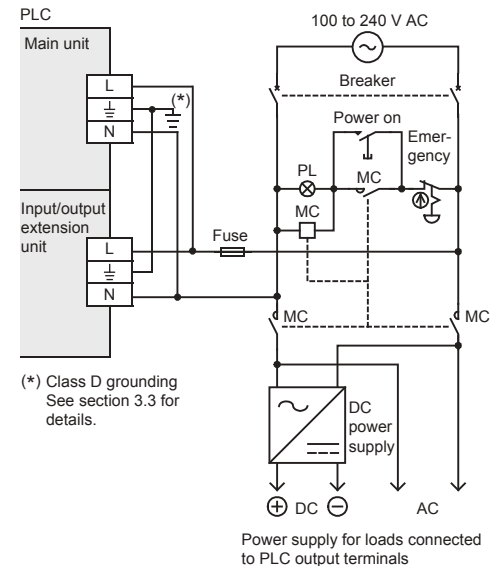 PLC
Main unit
L
N
(*)
Input/output
extension
unit
L
N
(*) Class D grounding
See section 3.3 for
details.
100 to 240 V AC
Breaker
Power on
Emer-
gency
PL
MC
MC
Fuse
MC
MC
DC
power
supply
DC
AC
Power supply for loads connected
to PLC output terminals